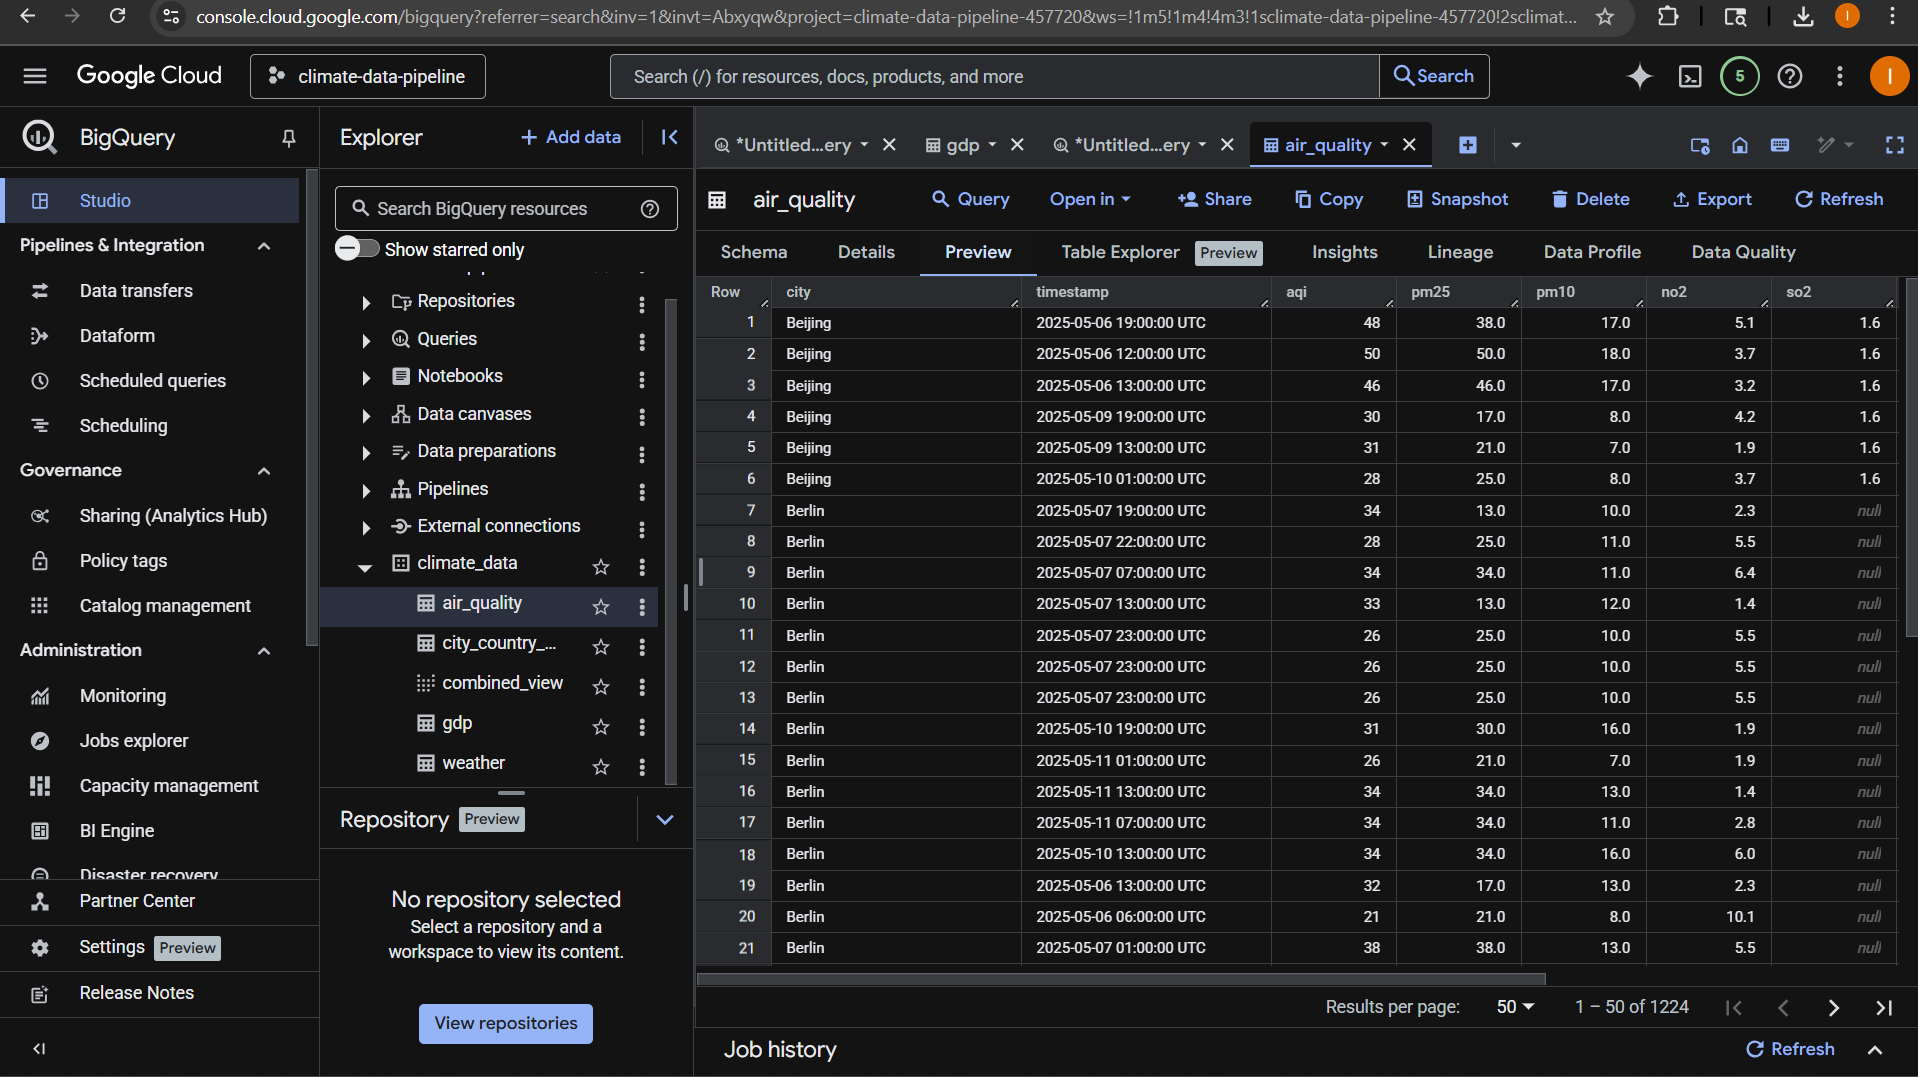 console.cloud.google.com/bigquery?referrer=search&inv=1&invt=Abxyqw&project=climate-data-pipeline-457720&ws=!1m5!1m4!4m3!1sclimate-data-pipeline-457720!2sclimat...
I
Google Cloud
climate-data-pipeline
Search (/) for resources, docs, products, and more
Search
5
I
BigQuery
Studio
Pipelines & Integration
Data transfers
Dataform
Scheduled queries
Scheduling
Governance
Sharing (Analytics Hub)
Policy tags
Catalog management
Administration
Monitoring
Jobs explorer
Capacity management
BI Engine
Disaster recovery
Partner Center
Settings Preview
Release Notes
Explorer
Add data
Search BigQuery resources
Show starred only
Repositories
Queries
Notebooks
Data canvases
Data preparations
Pipelines
External connections
climate_data
air_quality
city_country_...
combined_view
gdp
weather
Repository Preview
No repository selected
Select a repository and a
workspace to view its content.
View repositories
*Untitled...ery gdp *Untitled...ery air_quality
air_quality Query Open in Share Copy Snapshot Delete Export Refresh
Schema Details Preview Table Explorer Preview Insights Lineage Data Profile Data Quality
Row city timestamp aqi pm25 pm10 no2 so2
1 Beijing 2025-05-06 19:00:00 UTC 48 38.0 17.0 5.1 1.6
2 Beijing 2025-05-06 12:00:00 UTC 50 50.0 18.0 3.7 1.6
3 Beijing 2025-05-06 13:00:00 UTC 46 46.0 17.0 3.2 1.6
4 Beijing 2025-05-09 19:00:00 UTC 30 17.0 8.0 4.2 1.6
5 Beijing 2025-05-09 13:00:00 UTC 31 21.0 7.0 1.9 1.6
6 Beijing 2025-05-10 01:00:00 UTC 28 25.0 8.0 3.7 1.6
7 Berlin 2025-05-07 19:00:00 UTC 34 13.0 10.0 2.3 null
8 Berlin 2025-05-07 22:00:00 UTC 28 25.0 11.0 5.5 null
9 Berlin 2025-05-07 07:00:00 UTC 34 34.0 11.0 6.4 null
10 Berlin 2025-05-07 13:00:00 UTC 33 13.0 12.0 1.4 null
11 Berlin 2025-05-07 23:00:00 UTC 26 25.0 10.0 5.5 null
12 Berlin 2025-05-07 23:00:00 UTC 26 25.0 10.0 5.5 null
13 Berlin 2025-05-07 23:00:00 UTC 26 25.0 10.0 5.5 null
14 Berlin 2025-05-10 19:00:00 UTC 31 30.0 16.0 1.9 null
15 Berlin 2025-05-11 01:00:00 UTC 26 21.0 7.0 1.9 null
16 Berlin 2025-05-11 13:00:00 UTC 34 34.0 13.0 1.4 null
17 Berlin 2025-05-11 07:00:00 UTC 34 34.0 11.0 2.8 null
18 Berlin 2025-05-10 13:00:00 UTC 34 34.0 16.0 6.0 null
19 Berlin 2025-05-06 13:00:00 UTC 32 17.0 13.0 2.3 null
20 Berlin 2025-05-06 06:00:00 UTC 21 21.0 8.0 10.1 null
21 Berlin 2025-05-07 01:00:00 UTC 38 38.0 13.0 5.5 null
Results per page: 50 1 – 50 of 1224
Job history Refresh